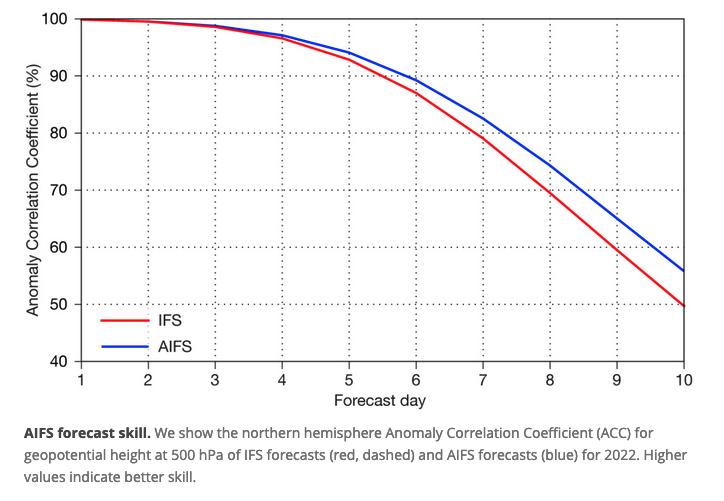 100
90
80
70
60
50
40
Anomaly Correlation Coefficient (%)
IFS
AIFS
1 2 3 4 5 6 7 8 9 10
Forecast day
AIFS forecast skill. We show the northern hemisphere Anomaly Correlation Coefficient (ACC) for
geopotential height at 500 hPa of IFS forecasts (red, dashed) and AIFS forecasts (blue) for 2022. Higher
values indicate better skill.